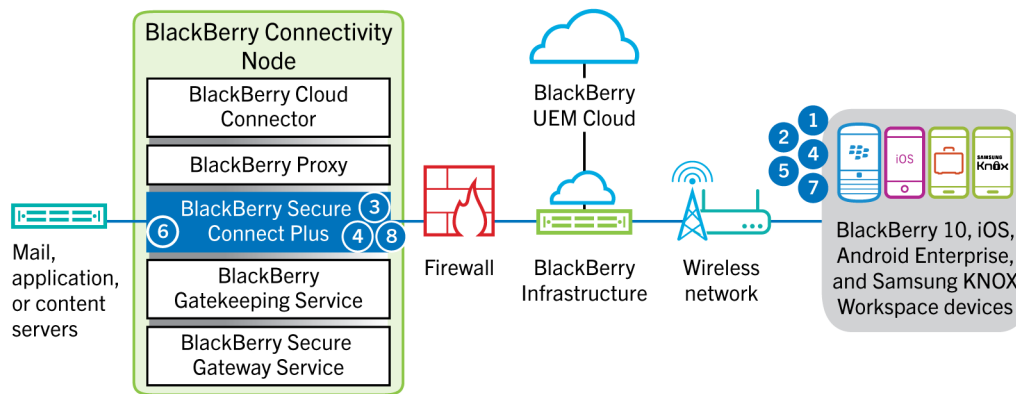 BlackBerry Connectivity
Node
BlackBerry Cloud
Connector
BlackBerry Proxy
BlackBerry Secure
Connect Plus
3
6
4
8
BlackBerry
Gatekeeping Service
BlackBerry Secure
Gateway Service
Mail,
application,
or content
servers
Firewall
BlackBerry
UEM Cloud
BlackBerry
Infrastructure
Wireless
network
1
2
4
5
7
iOS
SAMSUNG
Knox
BlackBerry 10, iOS,
Android Enterprise,
and Samsung KNOX
Workspace devices